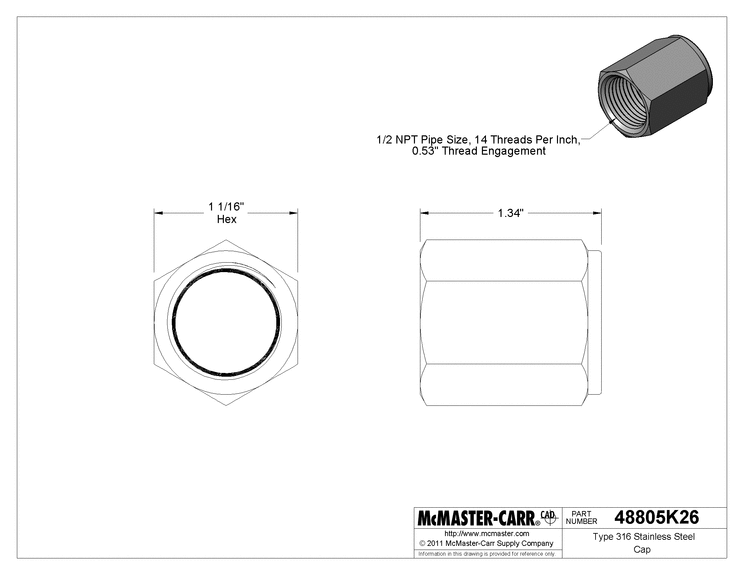 1/2 NPT Pipe Size, 14 Threads Per Inch,
0.53" Thread Engagement
1 1/16"
Hex
1.34"
McMASTER-CARR® CAD
PART
NUMBER
48805K26
http://www.mcmaster.com
© 2011 McMaster-Carr Supply Company
Information in this drawing is provided for reference only.
Type 316 Stainless Steel
Cap